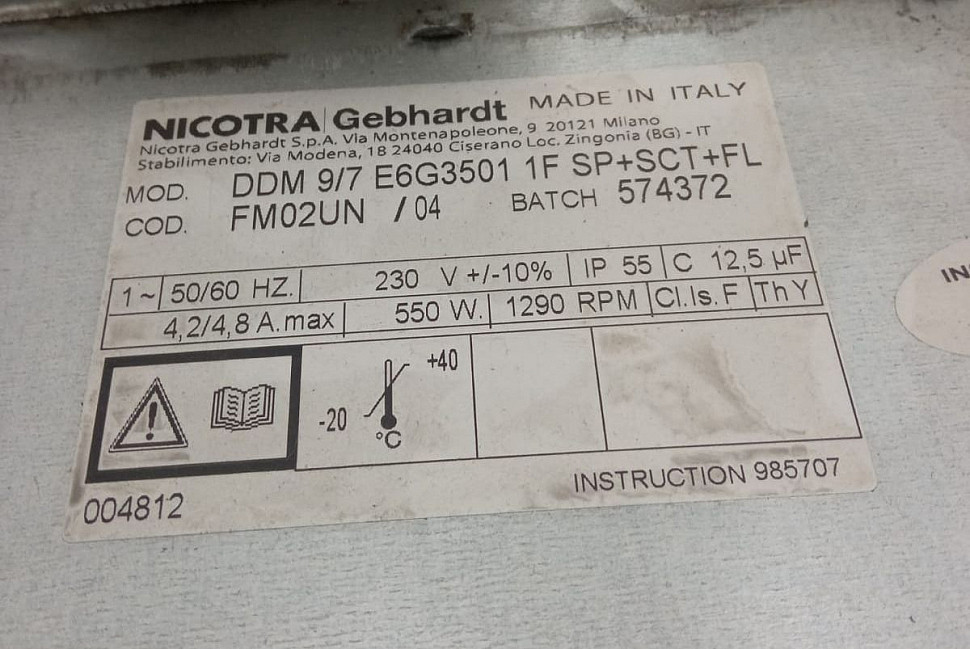 NICOTRA Gebhardt MADE IN ITALY
Nicotra Gebhardt S.p.A. Via Montenapoleone, 9 20121 Milano
Stabilimento: Via Modena, 18 24040 Ciserano Loc. Zingonia (BG) - IT
MOD. DDM 9/7 E6G3501 1F SP+SCT+FL
COD. FM02UN / 04 BATCH 574372
1~ 50/60 HZ. 230 V +/-10% IP 55 C 12,5 µF
4,2/4,8 A.max 550 W. 1290 RPM Cl.Is. F Th Y
+40
-20
°C
INSTRUCTION 985707
004812